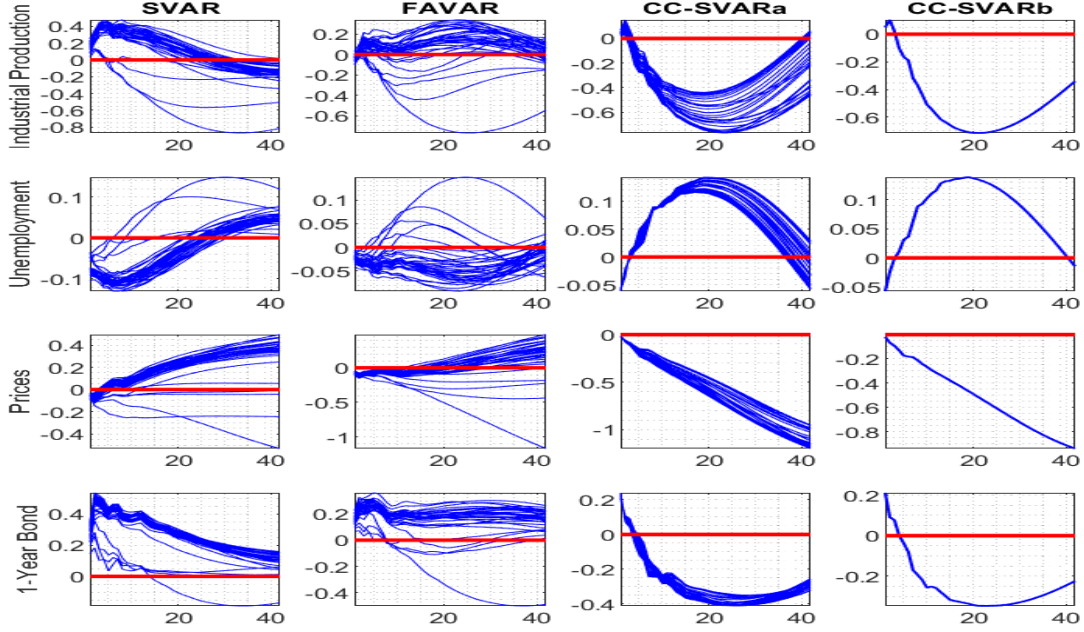 SVAR FAVAR CC-SVARa CC-SVARb
Industrial Production
0.4 0.2 0 -0.2 -0.4 -0.6 -0.8
20 40
0.2 0 -0.2 -0.4 -0.6
20 40
0 -0.2 -0.4 -0.6
20 40
0 -0.2 -0.4 -0.6
20 40
Unemployment
0.1 0 -0.1
20 40
0.1 0.05 0 -0.05
20 40
0.1 0.05 0 -0.05
20 40
0.1 0.05 0 -0.05
20 40
Prices
0.4 0.2 0 -0.2 -0.4
20 40
0 -1
20 40
0 -0.5 -1
20 40
-0.2 -0.4 -0.6 -0.8
20 40
1-Year Bond
0.4 0.2 0
20 40
0.4 0.2 0 -0.2 -0.4
20 40
0.2 0 -0.2 -0.4
20 40
0.2 0 -0.2
20 40